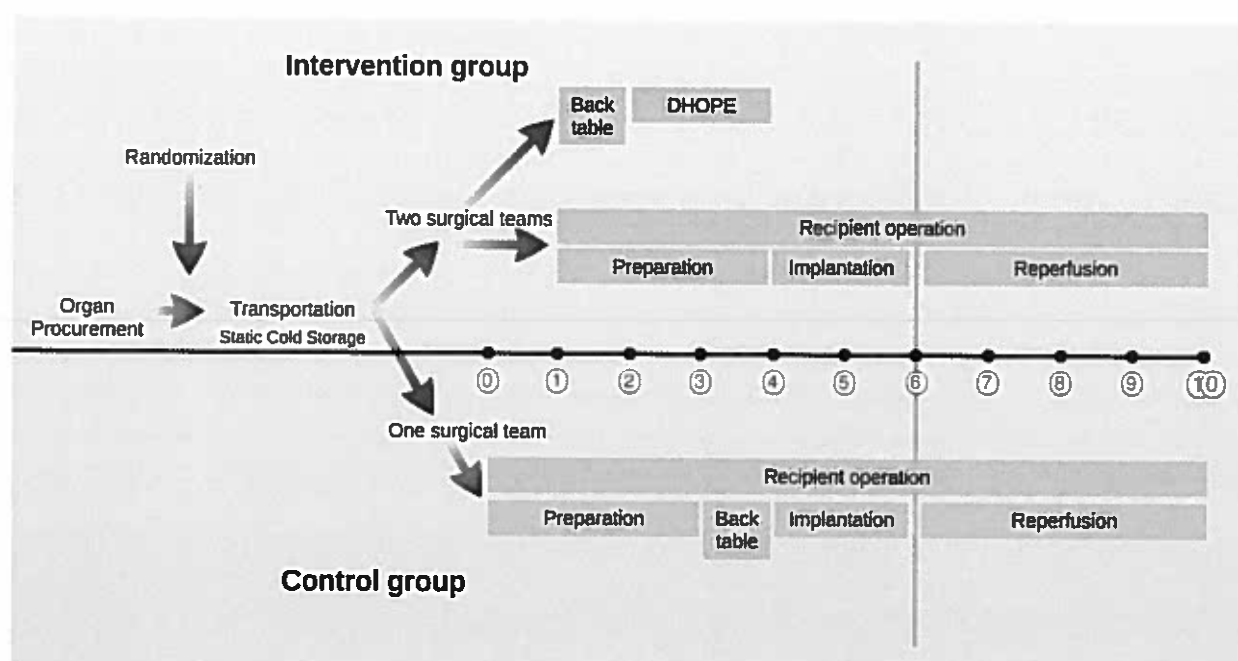 Intervention group
Back
table
DHOPE
Randomization
Two surgical teams
Recipient operation
Preparation
Implantation
Reperfusion
Organ
Procurement
Transportation
Static Cold Storage
0
1
2
3
4
5
6
7
8
9
10
One surgical team
Recipient operation
Preparation
Back
table
Implantation
Reperfusion
Control group